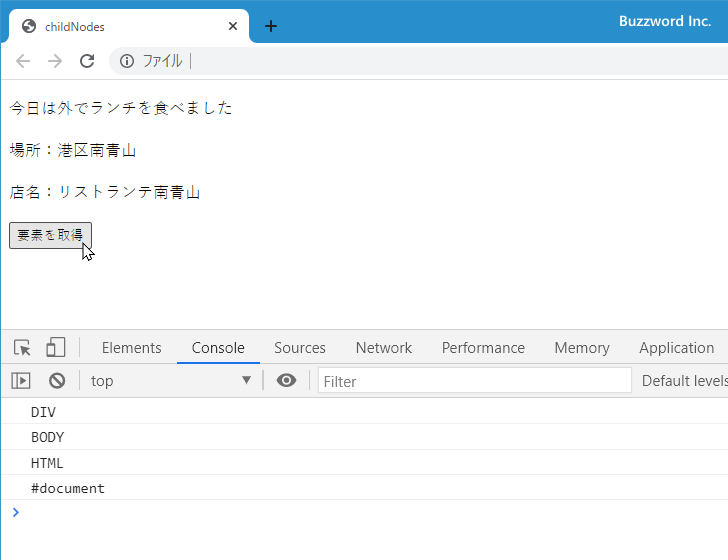 childNodes
Buzzword Inc.
ファイル
今日は外でランチを食べました
場所：港区南青山
店名：リストランテ南青山
要素を取得
Elements Console Sources Network Performance Memory Application
top Filter Default levels
DIV
BODY
HTML
#document